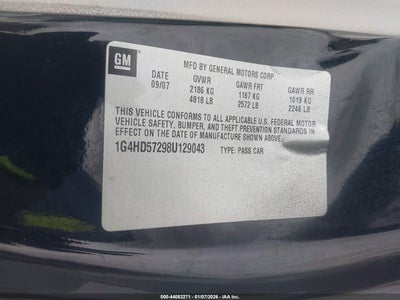 GM
MFD BY GENERAL MOTORS CORP.
DATE GVWR GAWR FRT GAWR RR
09/07 2186 KG 1167 KG 1019 KG
4818 LB 2572 LB 2246 LB
THIS VEHICLE CONFORMS TO ALL APPLICABLE U.S. FEDERAL MOTOR
VEHICLE SAFETY, BUMPER, AND THEFT PREVENTION STANDARDS IN
EFFECT ON THE DATE OF MANUFACTURE SHOWN ABOVE.
1G4HD57298U129043 TYPE: PASS CAR
000-44082271 - 01/07/2026 - IAA Inc.